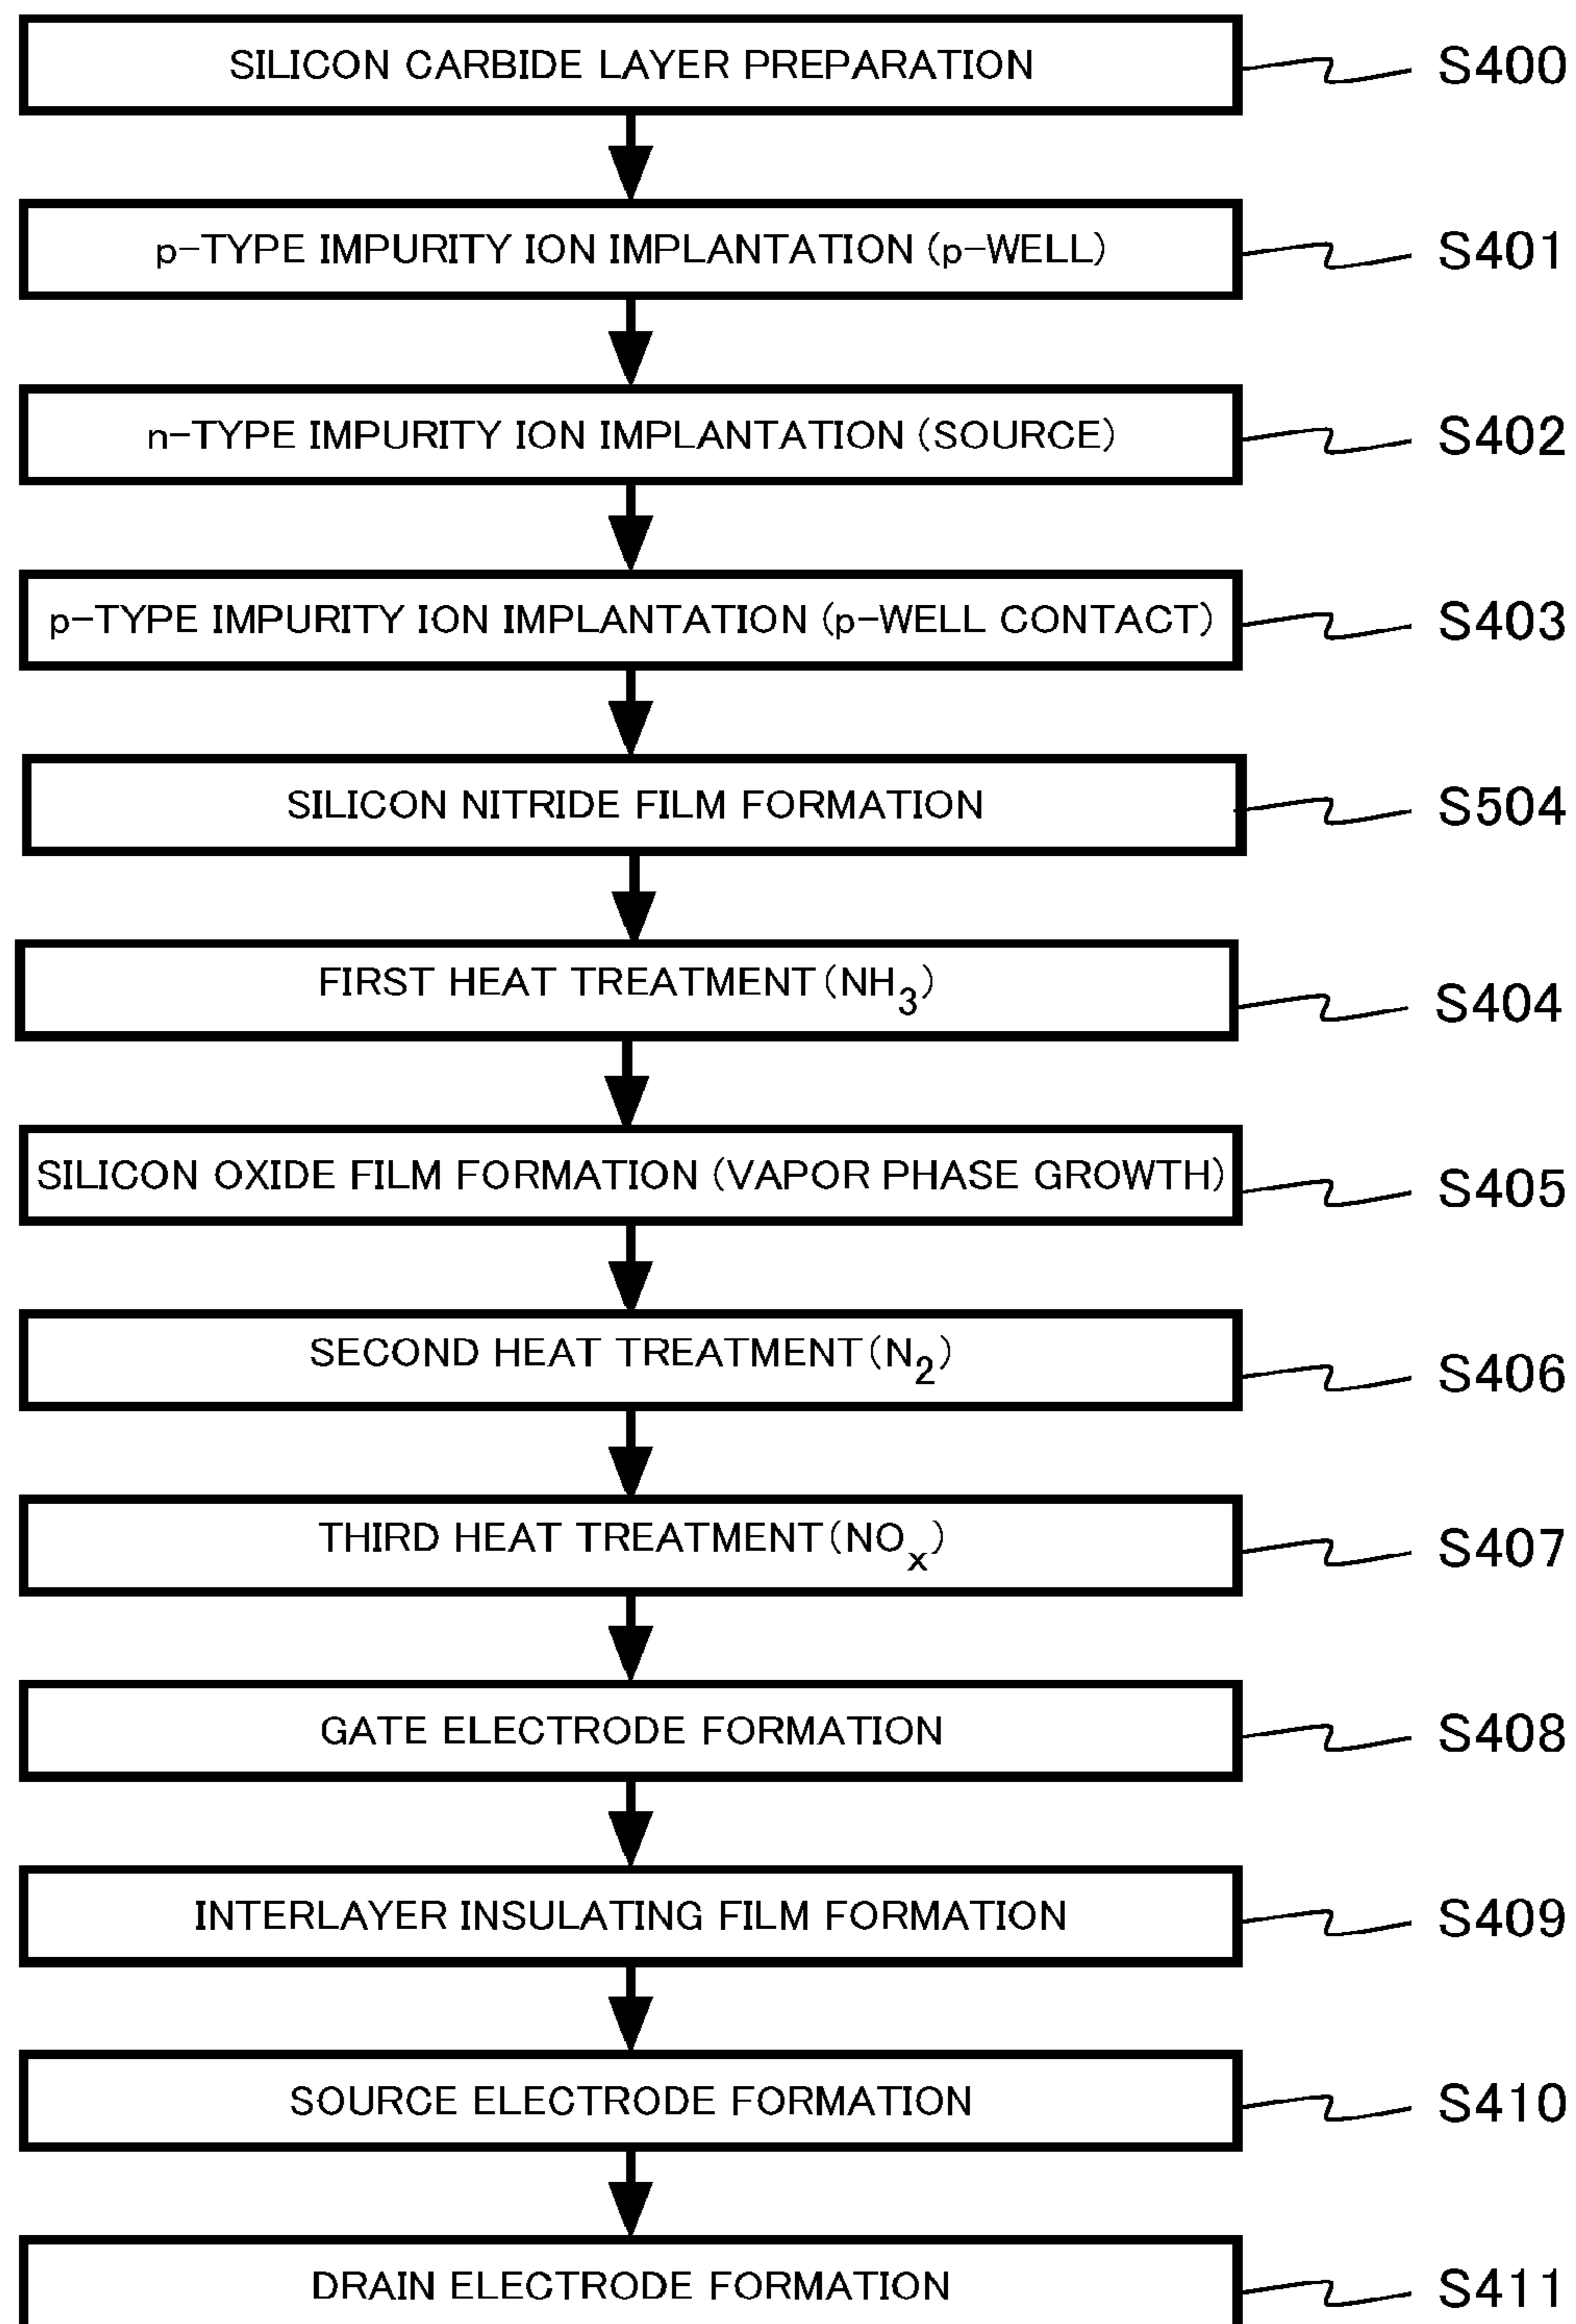 SILICON CARBIDE LAYER PREPARATION S400
p-TYPE IMPURITY ION IMPLANTATION (p-WELL) S401
n-TYPE IMPURITY ION IMPLANTATION (SOURCE) S402
p-TYPE IMPURITY ION IMPLANTATION (p-WELL CONTACT) S403
SILICON NITRIDE FILM FORMATION S504
FIRST HEAT TREATMENT (NH3) S404
SILICON OXIDE FILM FORMATION (VAPOR PHASE GROWTH) S405
SECOND HEAT TREATMENT (N2) S406
THIRD HEAT TREATMENT (NOx) S407
GATE ELECTRODE FORMATION S408
INTERLAYER INSULATING FILM FORMATION S409
SOURCE ELECTRODE FORMATION S410
DRAIN ELECTRODE FORMATION S411